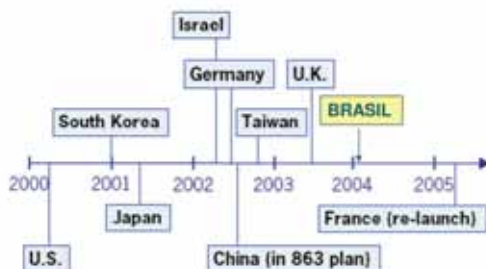 Israel
Germany
U.K.
South Korea
Taiwan
BRASIL
2000 2001 2002 2003 2004 2005
Japan
France (re-launch)
U.S.
China (in 863 plan)